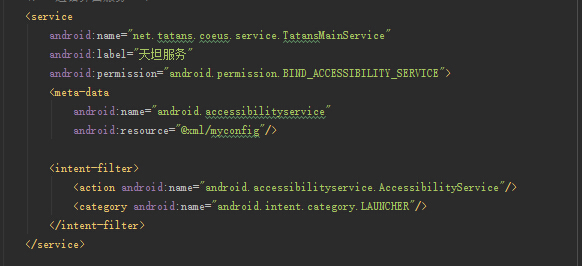 <service
android:name="net.tatans.coeus.service.TatansMainService"
android:label="天坦服务"
android:permission="android.permission.BIND_ACCESSIBILITY_SERVICE">
<meta-data
android:name="android.accessibilityservice"
android:resource="@xml/myconfig"/>
<intent-filter>
<action android:name="android.accessibilityservice.AccessibilityService"/>
<category android:name="android.intent.category.LAUNCHER"/>
</intent-filter>
</service>